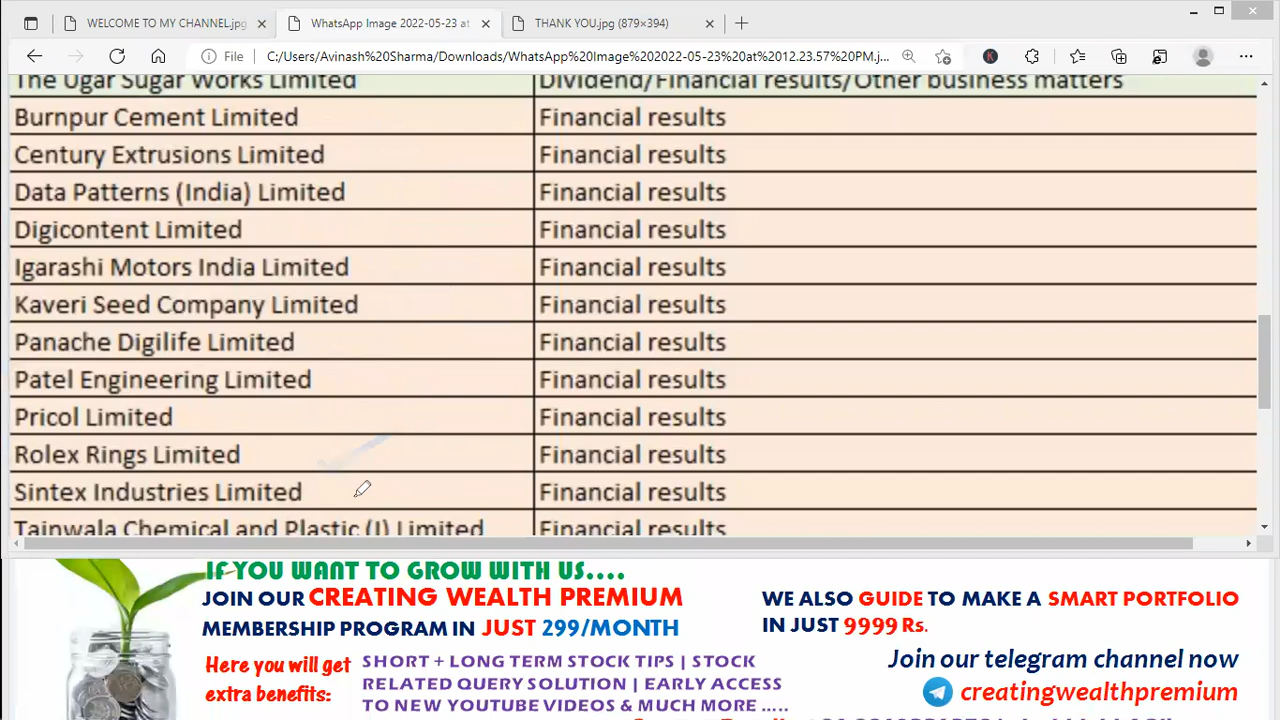 WELCOME TO MY CHANNEL.jpg
WhatsApp Image 2022-05-23 at
THANK YOU.jpg (879×394)
File
C:/Users/Avinash%20Sharma/Downloads/WhatsApp%20Image%202022-05-23%20at%2012.23.57%20PM.j...
The Ugar Sugar Works Limited Dividend/Financial results/Other business matters
Burnpur Cement Limited Financial results
Century Extrusions Limited Financial results
Data Patterns (India) Limited Financial results
Digicontent Limited Financial results
Igarashi Motors India Limited Financial results
Kaveri Seed Company Limited Financial results
Panache Digilife Limited Financial results
Patel Engineering Limited Financial results
Pricol Limited Financial results
Rolex Rings Limited Financial results
Sintex Industries Limited Financial results
Tainwala Chemical and Plastic (I) Limited Financial results
IF YOU WANT TO GROW WITH US....
JOIN OUR CREATING WEALTH PREMIUM
MEMBERSHIP PROGRAM IN JUST 299/MONTH
Here you will get
extra benefits:
SHORT + LONG TERM STOCK TIPS | STOCK
RELATED QUERY SOLUTION | EARLY ACCESS
TO NEW YOUTUBE VIDEOS & MUCH MORE .....
WE ALSO GUIDE TO MAKE A SMART PORTFOLIO
IN JUST 9999 Rs.
Join our telegram channel now
creatingwealthpremium